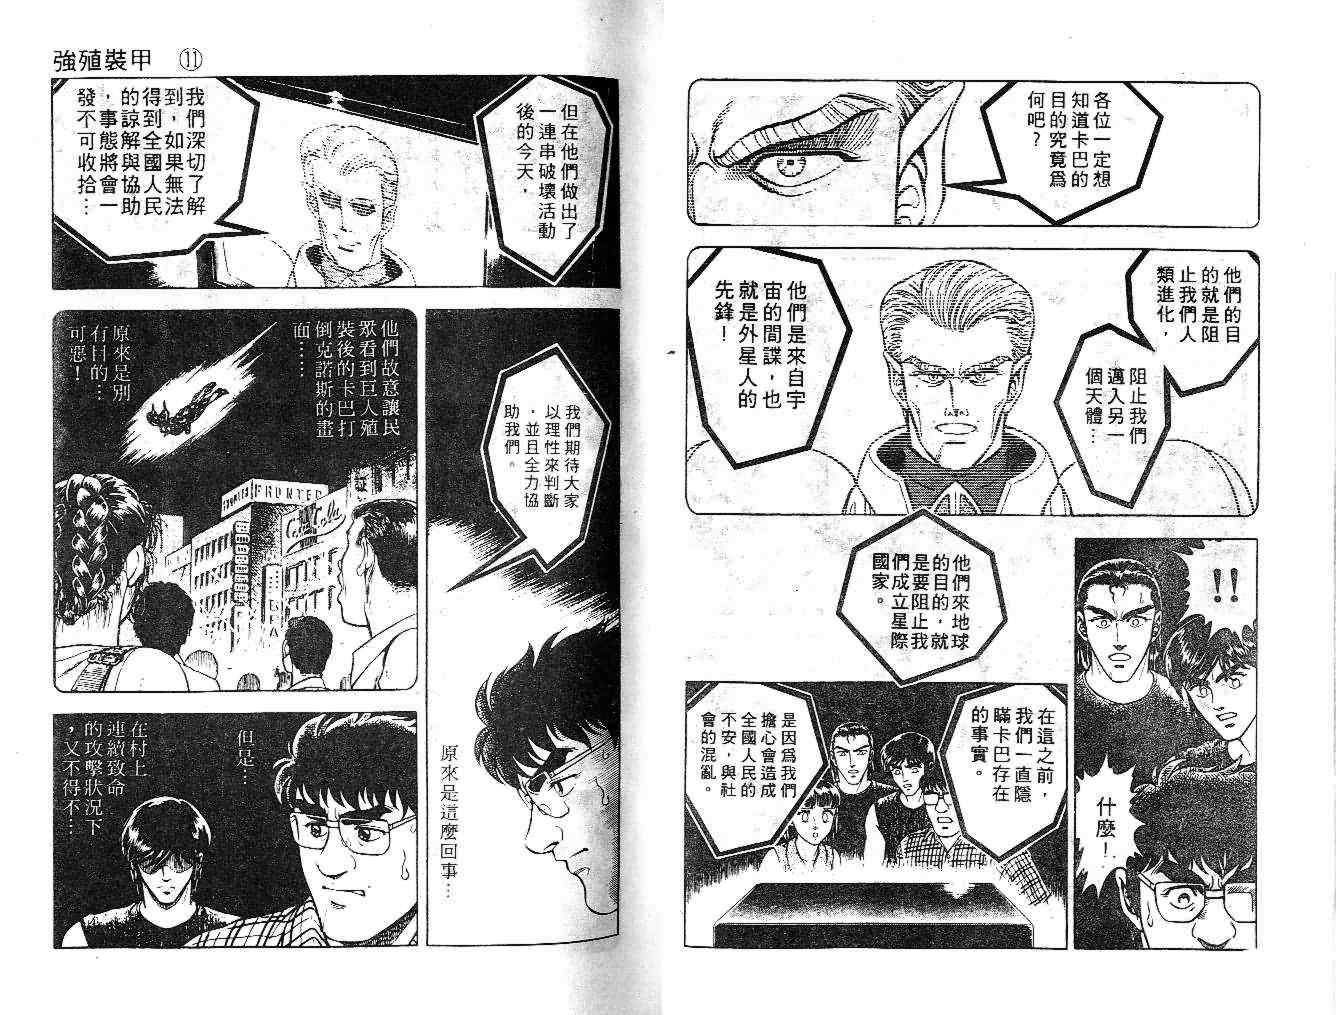 強殖裝甲 ⑪
各位一定想
知道卡巴的
目的究竟爲
何吧？
他們的目
的就是阻
止我們人
類進化，
阻止我們
邁入另一
個天體…
他們是來自宇
宙的間諜，也
就是外星人的
先鋒！
他們來地球
的目的，就
是要阻止我
們成立星際
國家。
!!
什麼！
在這之前，
我們一直隱
瞞卡巴存在
的事實。
是因爲我們
擔心會造成
全國人民的
不安，與社
會的混亂。
但在他們做出了
一連串破壞活動
後的今天，
我們深切了解
到，如果無法
得到全國人民
的諒解與協助
，事態將會一
發不可收拾…
我們期待大家
以理性來判斷
，並且全力協
助我們。
原來是這麼回事…
他們故意讓民
眾看到巨人殖
裝後的卡巴打
倒克諾斯的畫
面……
原來是別
有目的…
可惡！
FRONTER
但是…
在村上
連續致命
的攻擊狀況下
，又不得不…